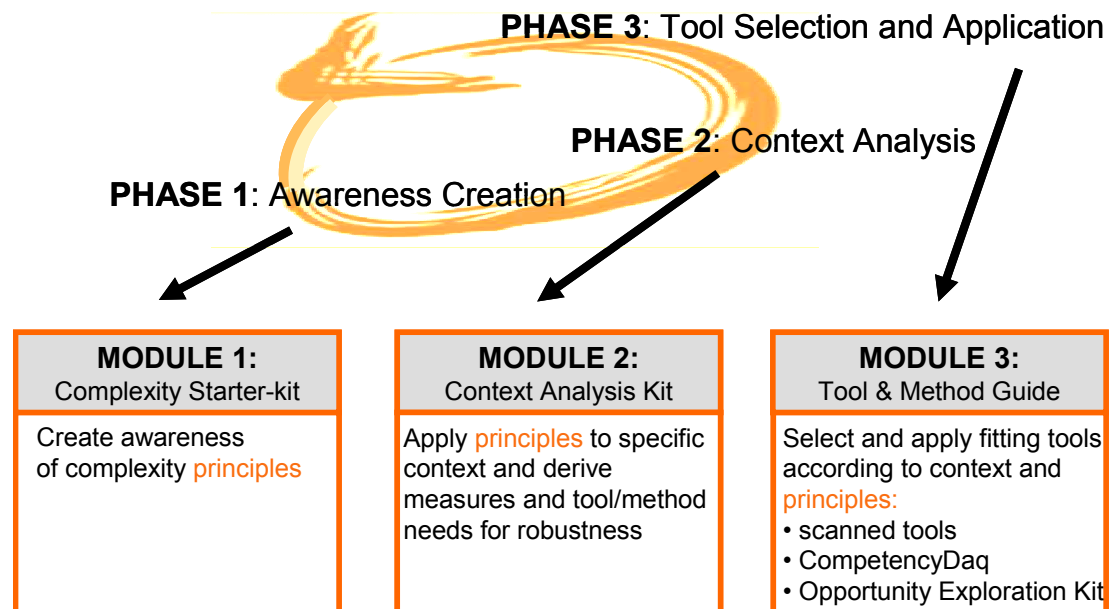 PHASE 3: Tool Selection and Application
PHASE 2: Context Analysis
PHASE 1: Awareness Creation
MODULE 1:
Complexity Starter-kit
Create awareness
of complexity principles
MODULE 2:
Context Analysis Kit
Apply principles to specific
context and derive
measures and tool/method
needs for robustness
MODULE 3:
Tool & Method Guide
Select and apply fitting tools
according to context and
principles:
• scanned tools
• CompetencyDaq
• Opportunity Exploration Kit